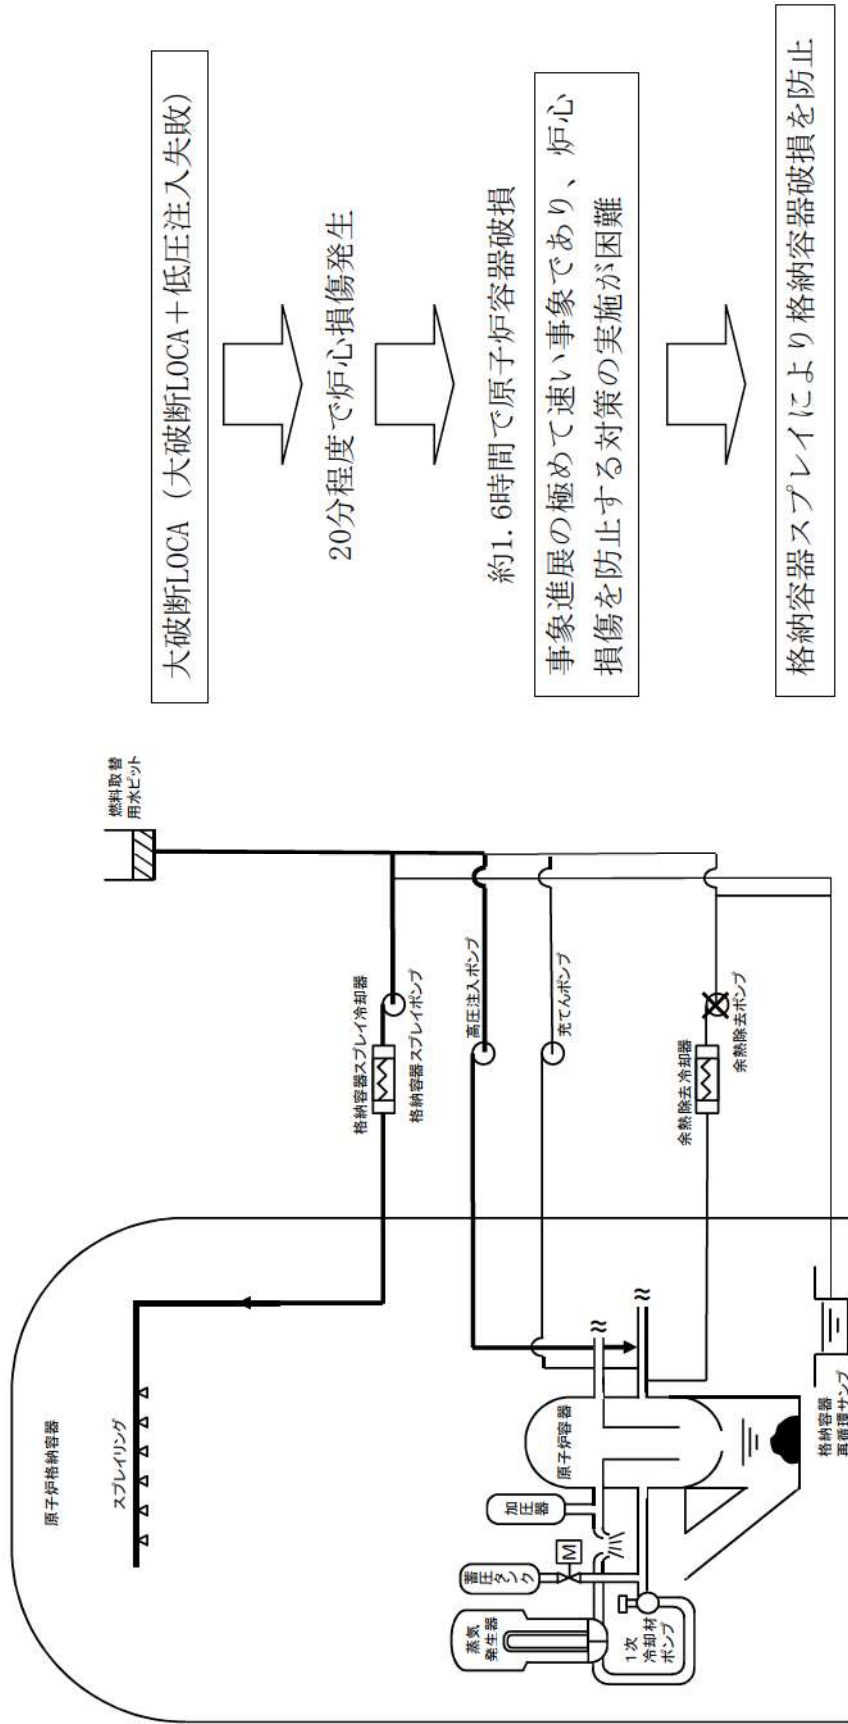 大破断LOCA（大破断LOCA＋低圧注入失敗）
20分程度で炉心損傷発生
約1.6時間で原子炉容器破損
事象進展の極めて速い事象であり、炉心
損傷を防止する対策の実施が困難
格納容器スプレイにより格納容器破損を防止
燃料取替
用水ピット
原子炉格納容器
スプレイリング
格納容器スプレイ冷却器
格納容器スプレイポンプ
高圧注入ポンプ
充てんポンプ
余熱除去冷却器
余熱除去ポンプ
原子炉容器
加圧
器
蓄圧
タンク
M
蒸気
発生器
1次
冷却材
ポンプ
格納容器
再循環サンプ